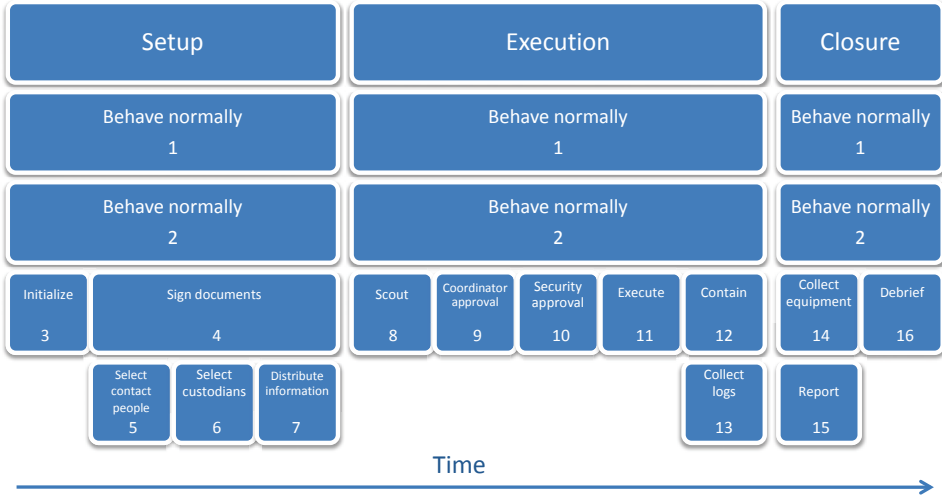 Setup
Execution
Closure
Behave normally
1
Behave normally
1
Behave normally
1
Behave normally
2
Behave normally
2
Behave normally
2
Initialize
3
Sign documents
4
Scout
8
Coordinator
approval
9
Security
approval
10
Execute
11
Contain
12
Collect
equipment
14
Debrief
16
Select
contact
people
5
Select
custodians
6
Distribute
information
7
Collect
logs
13
Report
15
Time